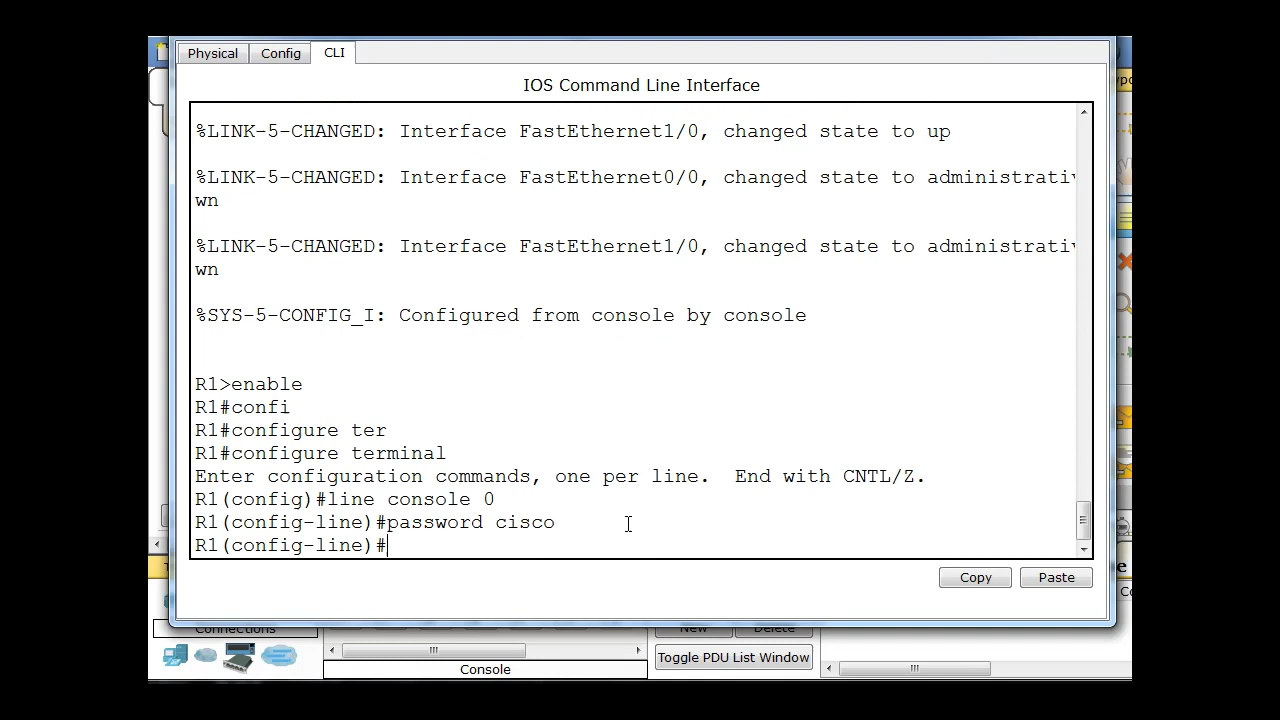 Physical
Config
CLI
IOS Command Line Interface
%LINK-5-CHANGED: Interface FastEthernet1/0, changed state to up
%LINK-5-CHANGED: Interface FastEthernet0/0, changed state to administrativ
wn
%LINK-5-CHANGED: Interface FastEthernet1/0, changed state to administrativ
wn
%SYS-5-CONFIG_I: Configured from console by console
R1>enable
R1#confi
R1#configure ter
R1#configure terminal
Enter configuration commands, one per line.  End with CNTL/Z.
R1(config)#line console 0
R1(config-line)#password cisco
R1(config-line)#
Copy
Paste
Connections
New
Delete
Toggle PDU List Window
Console